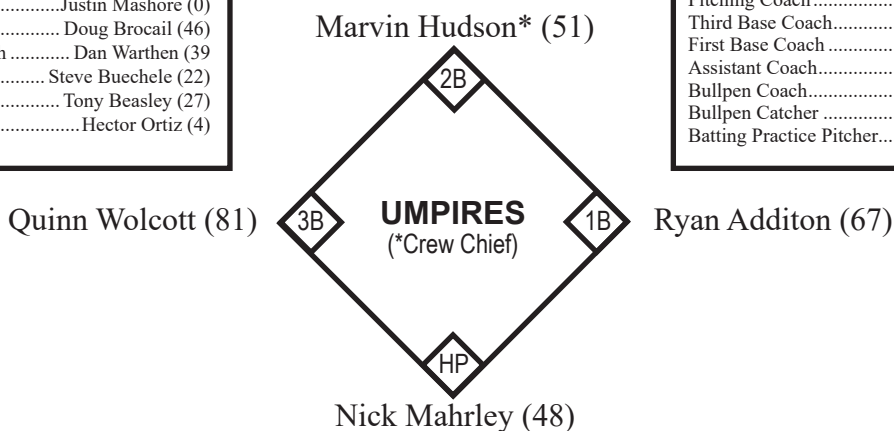 Justin Mashore (0)
Doug Brocail (46)
Dan Warthen (39
Steve Buechele (22)
Tony Beasley (27)
Hector Ortiz (4)
Marvin Hudson* (51)
Pitching Coach
Third Base Coach
First Base Coach
Assistant Coach
Bullpen Coach
Bullpen Catcher
Batting Practice Pitcher
2B
Quinn Wolcott (81)
3B
UMPIRES
(*Crew Chief)
1B
Ryan Additon (67)
HP
Nick Mahrley (48)